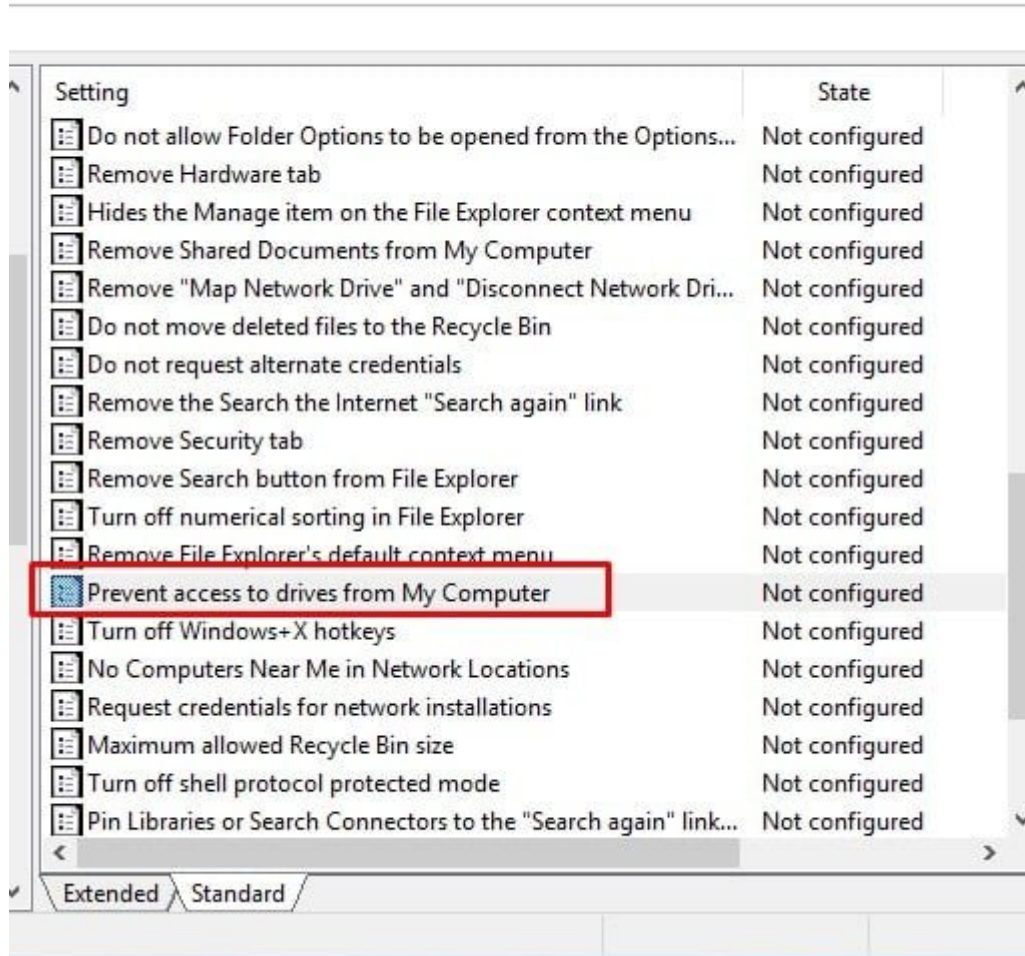 Setting State
Do not allow Folder Options to be opened from the Options... Not configured
Remove Hardware tab Not configured
Hides the Manage item on the File Explorer context menu Not configured
Remove Shared Documents from My Computer Not configured
Remove "Map Network Drive" and "Disconnect Network Dri... Not configured
Do not move deleted files to the Recycle Bin Not configured
Do not request alternate credentials Not configured
Remove the Search the Internet "Search again" link Not configured
Remove Security tab Not configured
Remove Search button from File Explorer Not configured
Turn off numerical sorting in File Explorer Not configured
Remove File Explorer's default context menu Not configured
Prevent access to drives from My Computer Not configured
Turn off Windows+X hotkeys Not configured
No Computers Near Me in Network Locations Not configured
Request credentials for network installations Not configured
Maximum allowed Recycle Bin size Not configured
Turn off shell protocol protected mode Not configured
Pin Libraries or Search Connectors to the "Search again" link... Not configured
Extended Standard